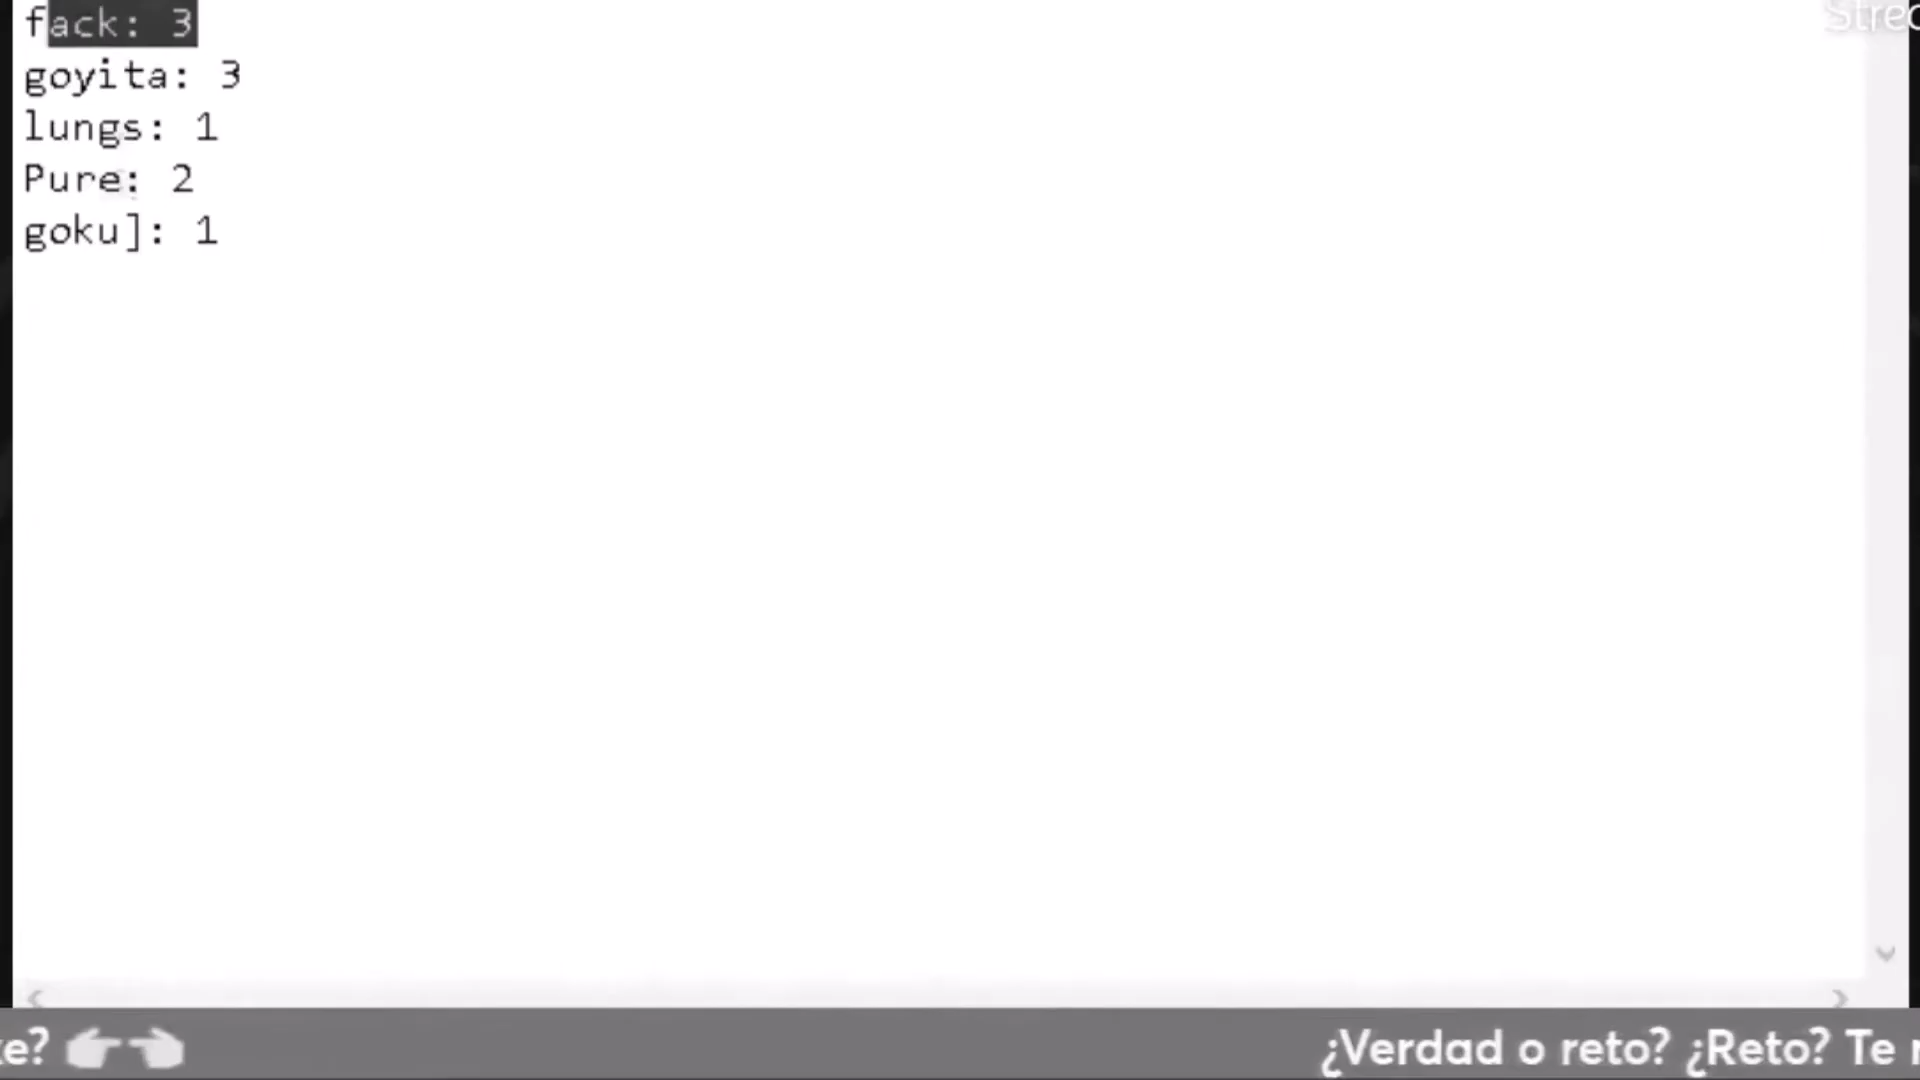 fack: 3
goyita: 3
lungs: 1
Pure: 2
goku]: 1
¿Verdad o reto? ¿Reto? Te